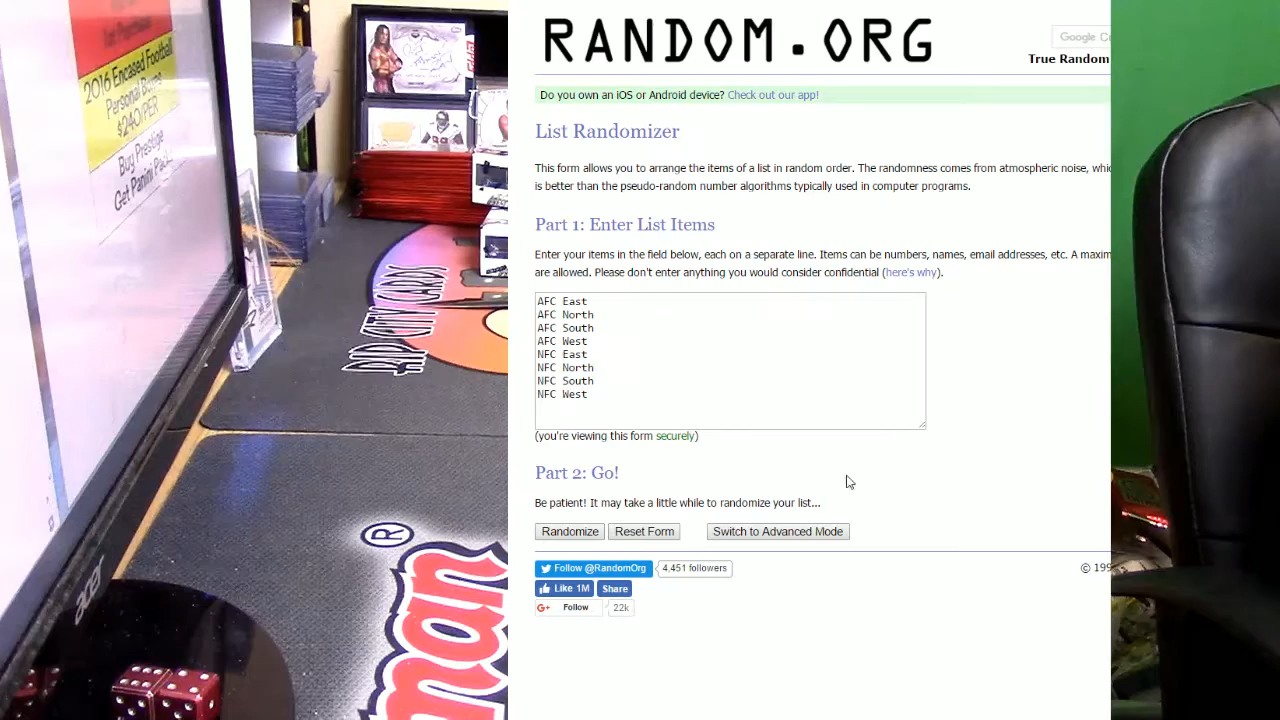 2016 Encased Football
Personal Boxes
$240/PER
Buy Prestige
Get Panini Pack
RIP CITY CARDS
acer
®
man
RANDOM.ORG
True Random
Do you own an iOS or Android device? Check out our app!
List Randomizer
This form allows you to arrange the items of a list in random order. The randomness comes from atmospheric noise, whic
is better than the pseudo-random number algorithms typically used in computer programs.
Part 1: Enter List Items
Enter your items in the field below, each on a separate line. Items can be numbers, names, email addresses, etc. A maxim
are allowed. Please don't enter anything you would consider confidential (here's why).
AFC East
AFC North
AFC South
AFC West
NFC East
NFC North
NFC South
NFC West
(you're viewing this form securely)
Part 2: Go!
Be patient! It may take a little while to randomize your list...
Randomize Reset Form Switch to Advanced Mode
Follow @RandomOrg 4,451 followers
© 199
Like 1M Share
G+ Follow 22k